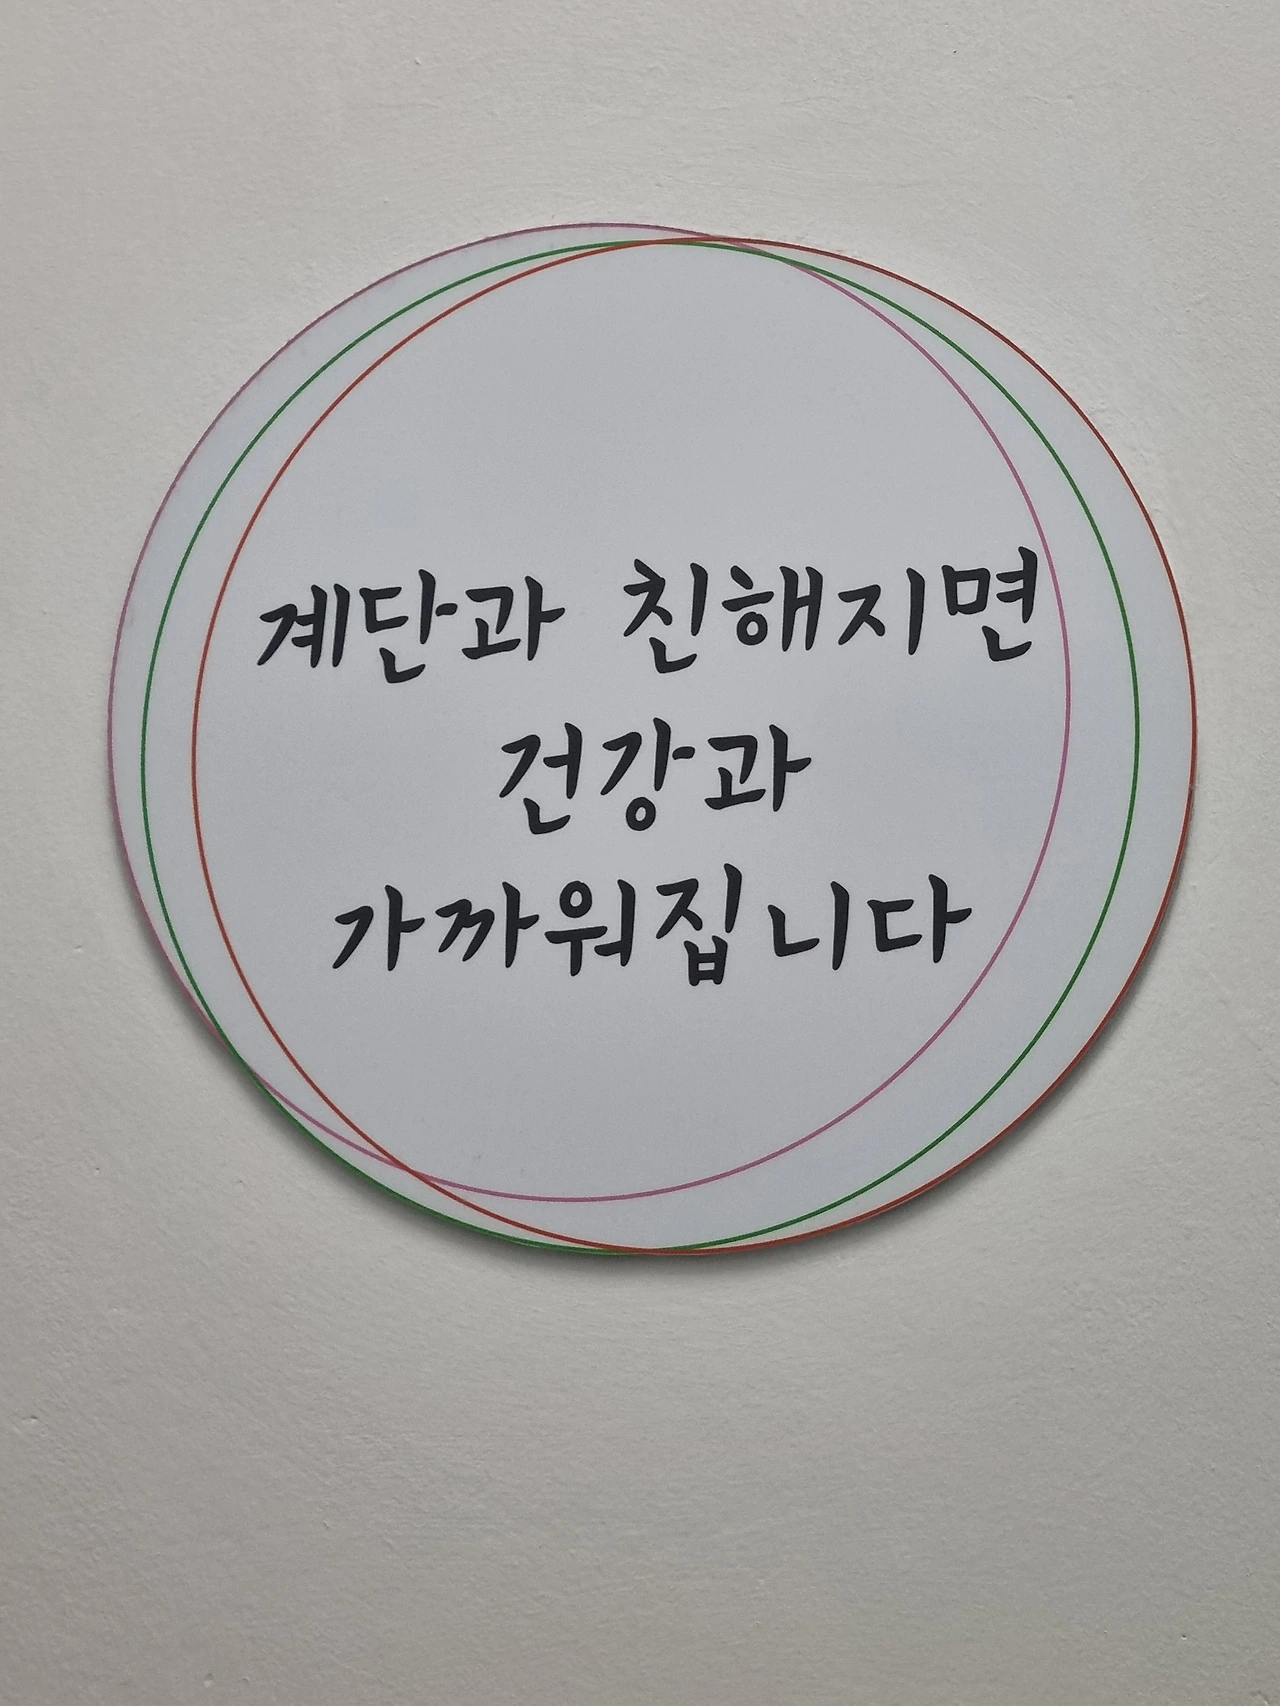 계단과 친해지면
건강과
가까워집니다